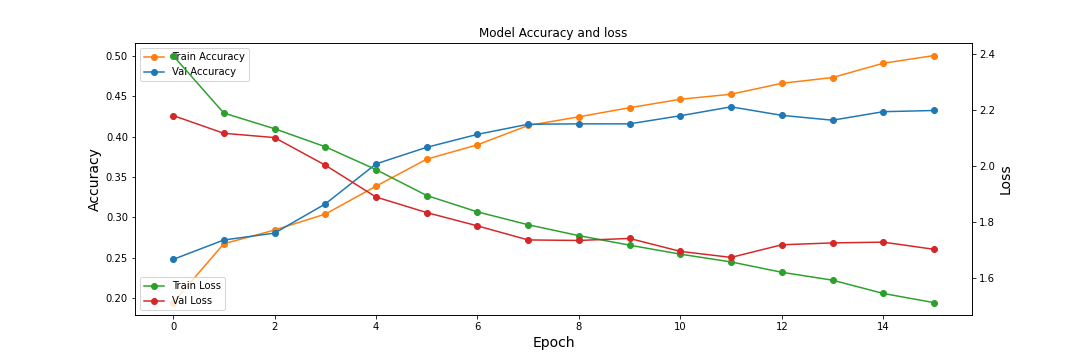 Model Accuracy and loss
Train Accuracy
Val Accuracy
Train Loss
Val Loss
0.50
0.45
0.40
0.35
0.30
0.25
0.20
Accuracy
2.4
2.2
2.0
1.8
1.6
Loss
0 2 4 6 8 10 12 14
Epoch